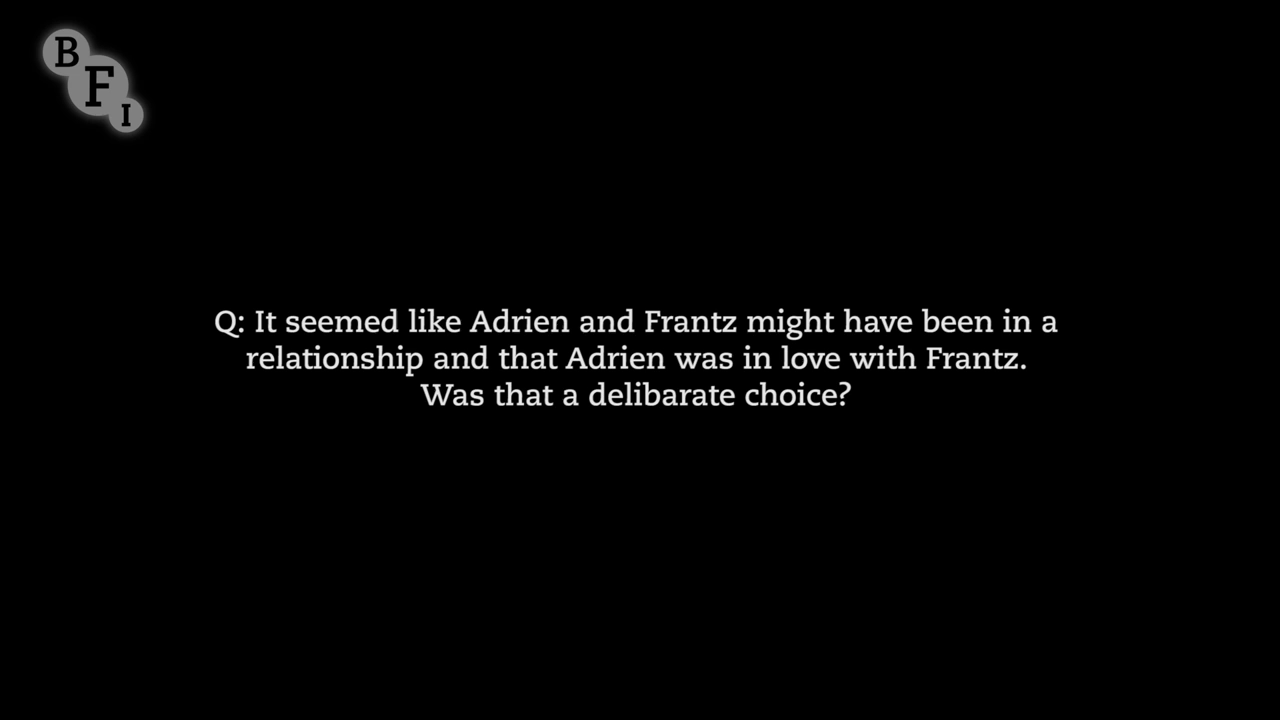 BFI
Q: It seemed like Adrien and Frantz might have been in a
relationship and that Adrien was in love with Frantz.
Was that a delibarate choice?